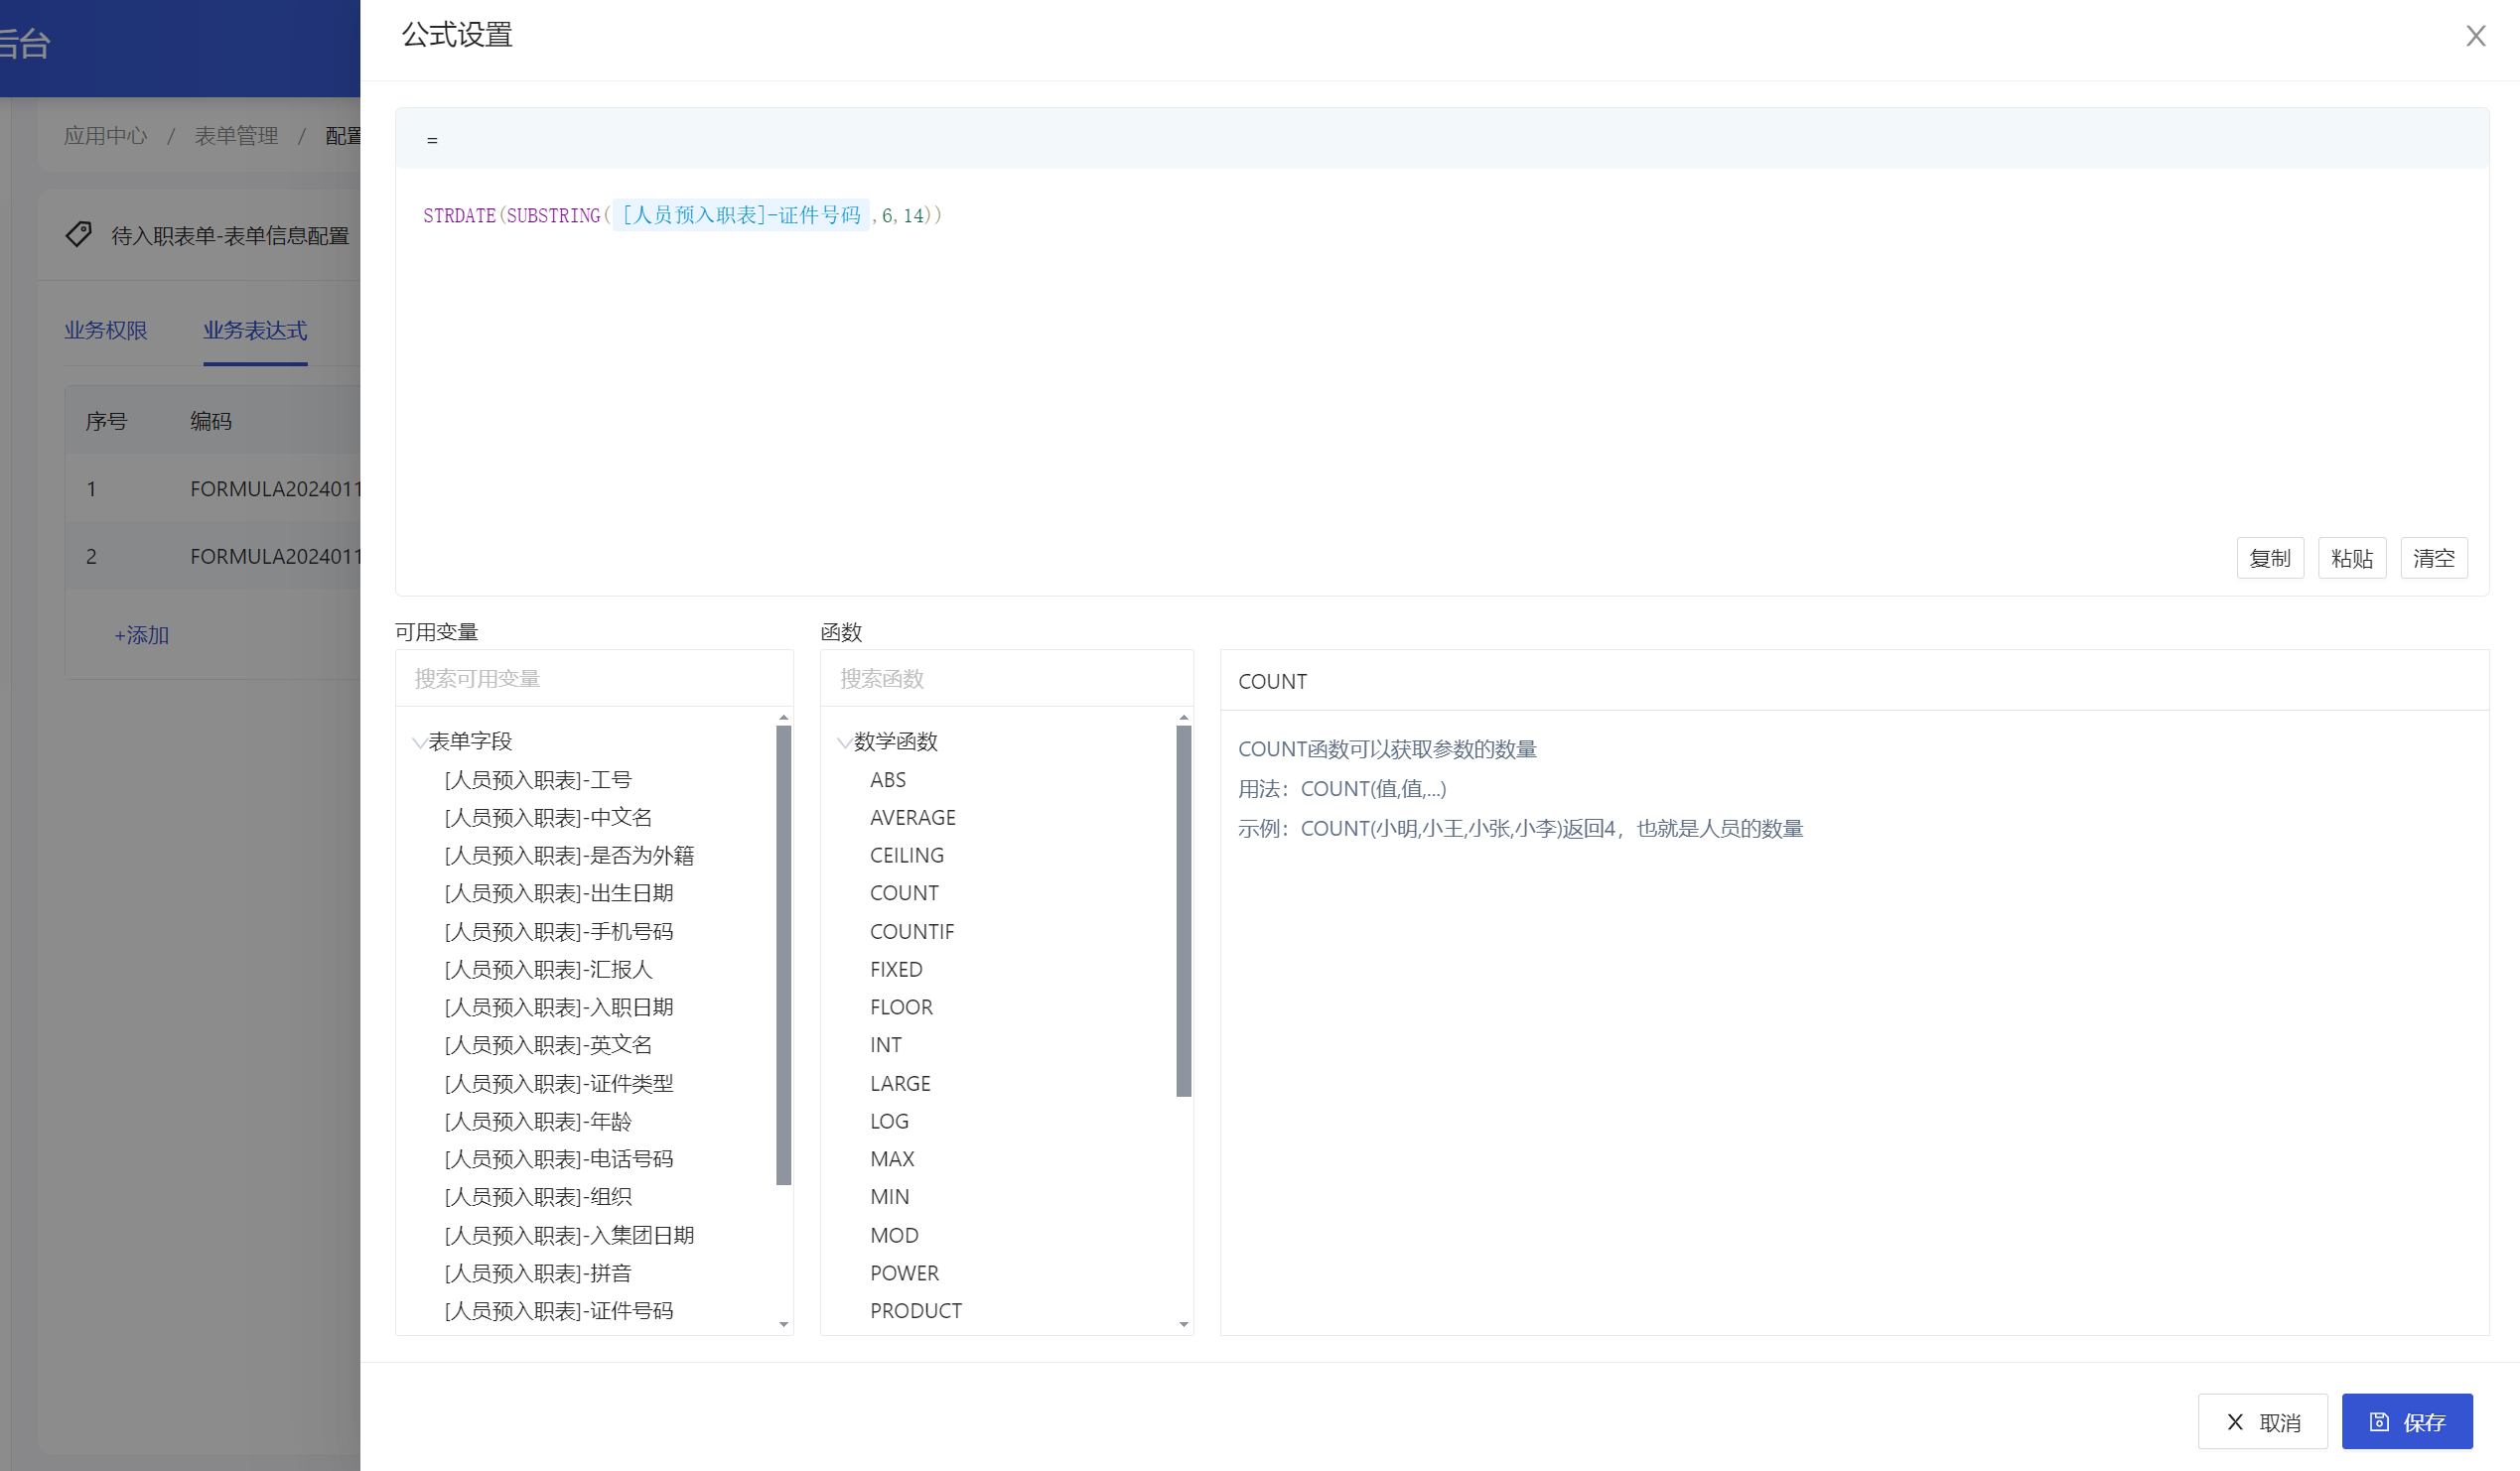 后台
应用中心 / 表单管理 / 配置
待入职表单-表单信息配置
业务权限 业务表达式
序号 编码
1 FORMULA2024011
2 FORMULA2024011
+添加
公式设置
=
STRDATE(SUBSTRING([人员预入职表]-证件号码,6,14))
复制 粘贴 清空
可用变量
搜索可用变量
表单字段
[人员预入职表]-工号
[人员预入职表]-中文名
[人员预入职表]-是否为外籍
[人员预入职表]-出生日期
[人员预入职表]-手机号码
[人员预入职表]-汇报人
[人员预入职表]-入职日期
[人员预入职表]-英文名
[人员预入职表]-证件类型
[人员预入职表]-年龄
[人员预入职表]-电话号码
[人员预入职表]-组织
[人员预入职表]-入集团日期
[人员预入职表]-拼音
[人员预入职表]-证件号码
函数
搜索函数
数学函数
ABS
AVERAGE
CEILING
COUNT
COUNTIF
FIXED
FLOOR
INT
LARGE
LOG
MAX
MIN
MOD
POWER
PRODUCT
COUNT
COUNT函数可以获取参数的数量
用法：COUNT(值,值,...)
示例：COUNT(小明,小王,小张,小李)返回4，也就是人员的数量
取消 保存